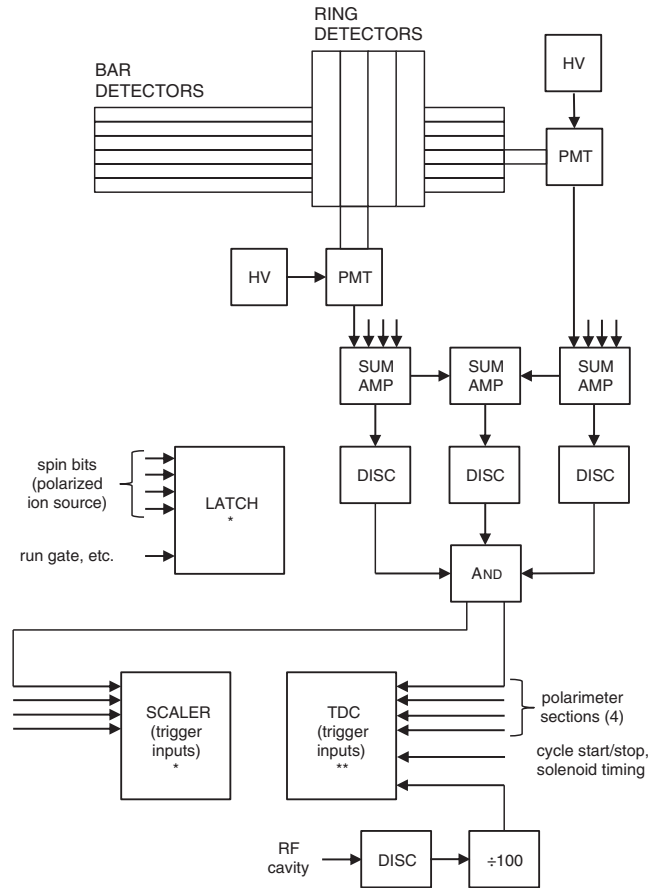 RING
DETECTORS
BAR
DETECTORS
HV
PMT
HV
PMT
SUM
AMP
SUM
AMP
SUM
AMP
DISC
DISC
DISC
spin bits
(polarized
ion source)
LATCH
*
run gate, etc.
AND
SCALER
(trigger
inputs)
*
TDC
(trigger
inputs)
**
polarimeter
sections (4)
cycle start/stop,
solenoid timing
RF
cavity
DISC
÷100